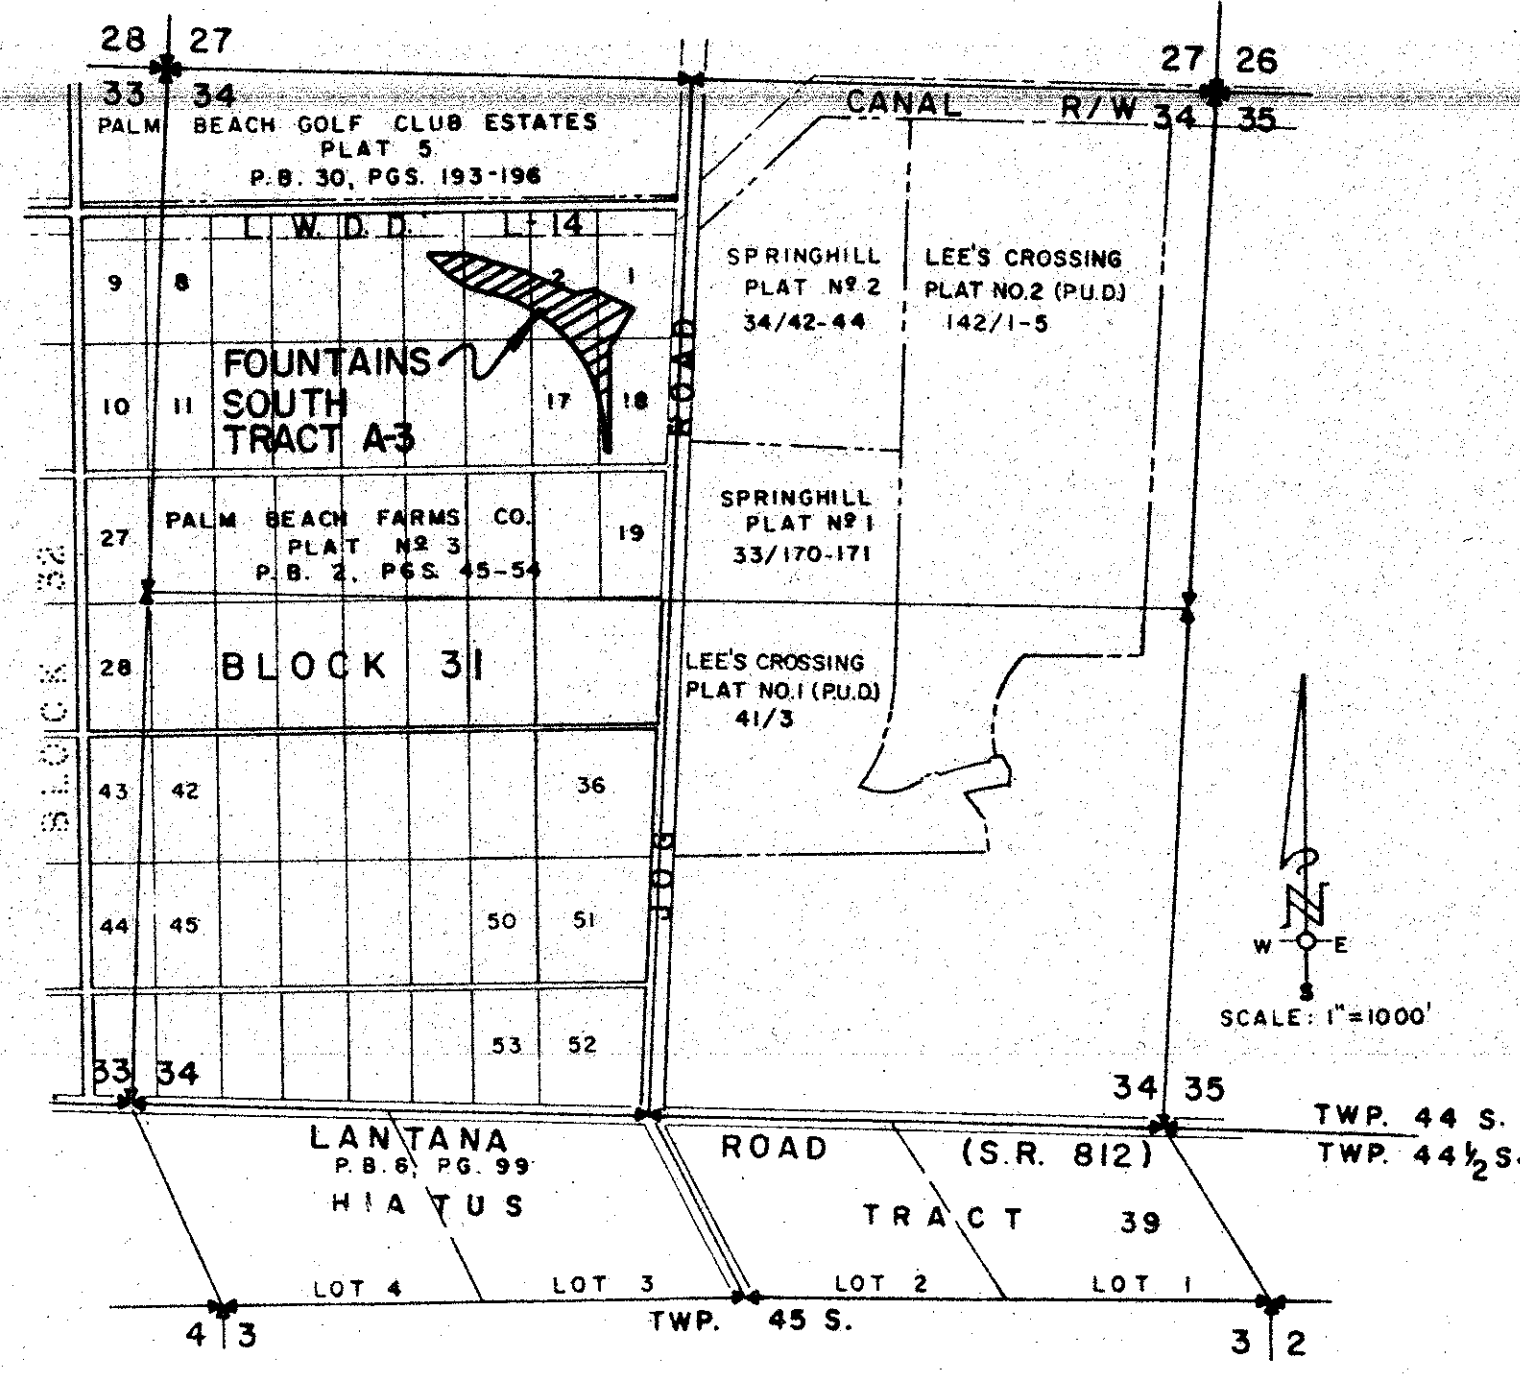 28 27
27 26
33 34
34 35
PALM BEACH GOLF CLUB ESTATES
PLAT 5
P.B. 30, PGS. 193-196
CANAL R/W
L. W. D. D. L-14
9 8 2 1
SPRINGHILL
PLAT Nº 2
34/42-44
LEE'S CROSSING
PLAT NO.2 (P.U.D.)
142/1-5
FOUNTAINS
SOUTH
TRACT A-3
10 11 17 18
JOG ROAD
PALM BEACH FARMS CO.
PLAT Nº 3
P.B. 2, PGS. 45-54
27 19
SPRINGHILL
PLAT Nº 1
33/170-171
BLOCK 32
28
BLOCK 31
LEE'S CROSSING
PLAT NO.1 (P.U.D.)
41/3
43 42 36
44 45 50 51
53 52
N
W E
S
SCALE: 1"=1000'
33 34
34 35
TWP. 44 S.
TWP. 44 ½ S.
LANTANA ROAD (S.R. 812)
P.B. 6, PG. 99
HIATUS TRACT 39
LOT 4 LOT 3 LOT 2 LOT 1
TWP. 45 S.
4 3
3 2